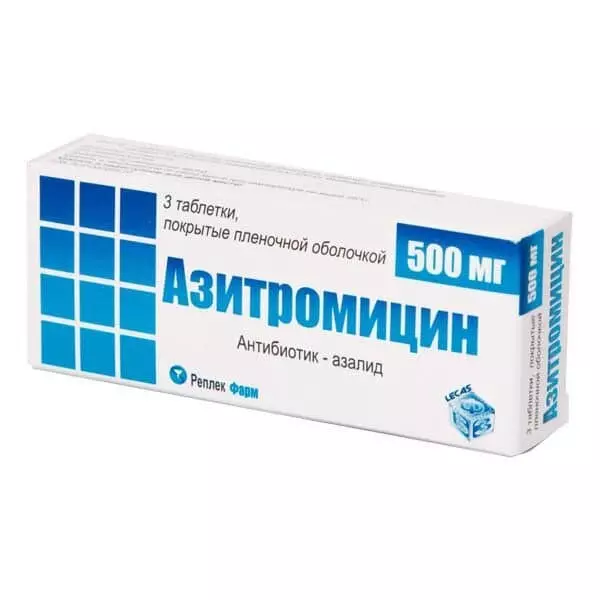 3 таблетки,
покрытые пленочной оболочкой
500 мг
Азитромицин
Антибиотик - азалид
Реплек Фарм
LECAS
500 мг
3 таблетки, покрытые
пленочной оболочкой
Азитромицин